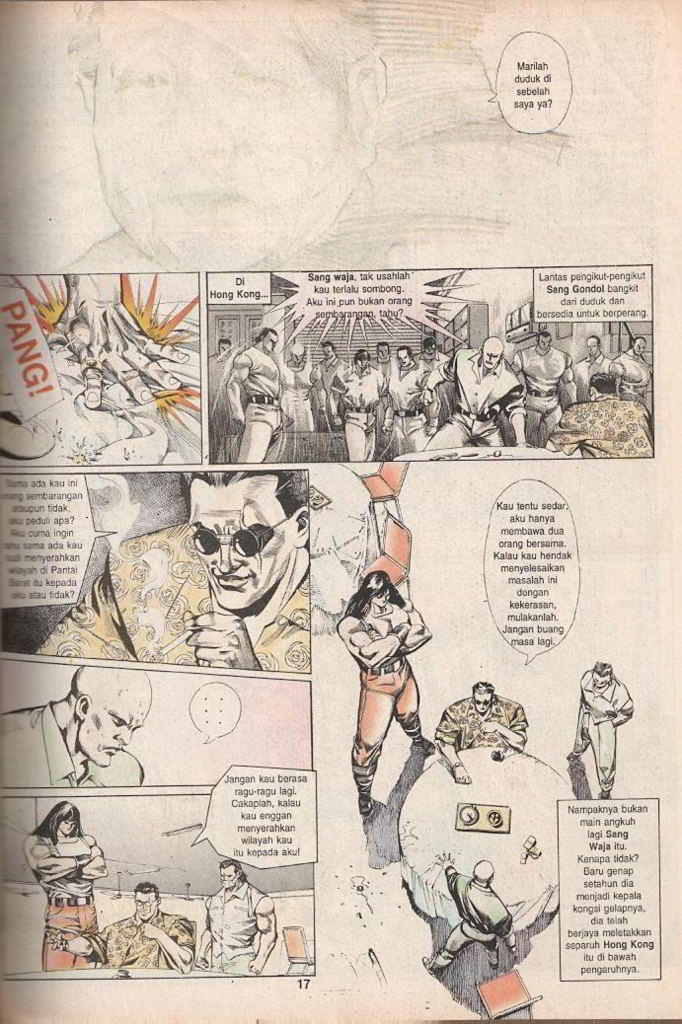 Marilah
duduk di
sebelah
saya ya?
PANG!
Di
Hong Kong...
Sang waja, tak usahlah
kau terlalu sombong.
Aku ini pun bukan orang
sembarangan, tahu?
Lantas pengikut-pengikut
Sang Gondol bangkit
dari duduk dan
bersedia untuk berperang.
Sama ada kau ini
orang sembarangan
ataupun tidak,
aku peduli apa?
Aku cuma ingin
tahu sama ada kau
sudi menyerahkan
wilayah di Pantai
Barat itu kepada
aku atau tidak?
Kau tentu sedar,
aku hanya
membawa dua
orang bersama.
Kalau kau hendak
menyelesaikan
masalah ini
dengan
kekerasan,
mulakanlah.
Jangan buang
masa lagi.
Jangan kau berasa
ragu-ragu lagi.
Cakaplah, kalau
kau enggan
menyerahkan
wilayah kau
itu kepada aku!
Nampaknya bukan
main angkuh
lagi Sang
Waja itu.
Kenapa tidak?
Baru genap
setahun dia
menjadi kepala
kongsi gelapnya,
dia telah
berjaya meletakkan
separuh Hong Kong
itu di bawah
pengaruhnya.
17